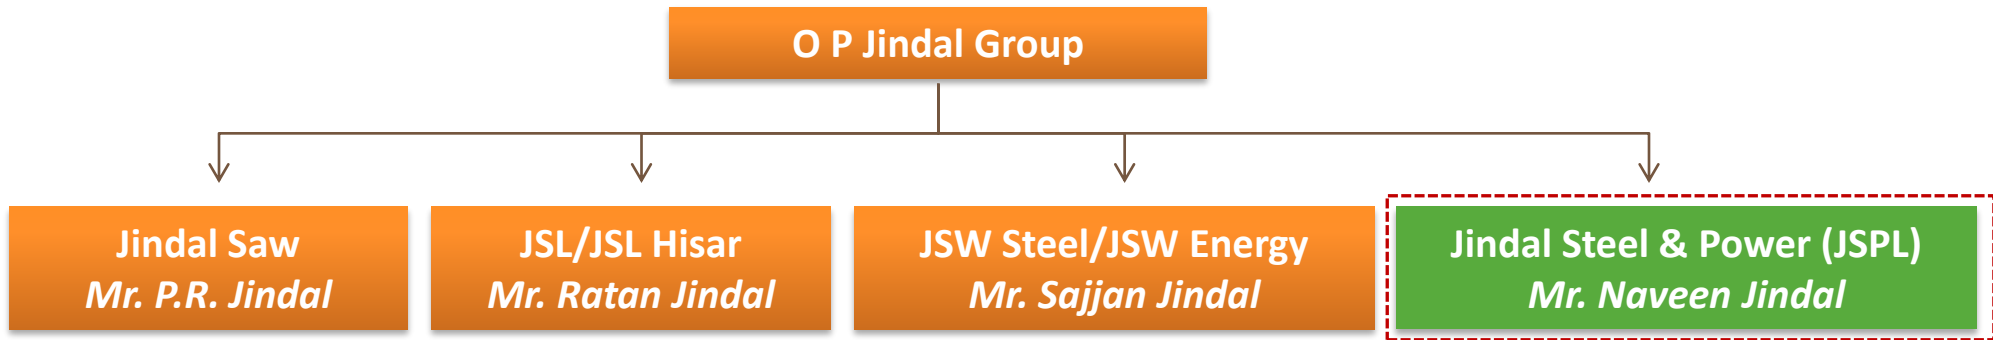 O P Jindal Group
Jindal Saw
Mr. P.R. Jindal
JSL/JSL Hisar
Mr. Ratan Jindal
JSW Steel/JSW Energy
Mr. Sajjan Jindal
Jindal Steel & Power (JSPL)
Mr. Naveen Jindal